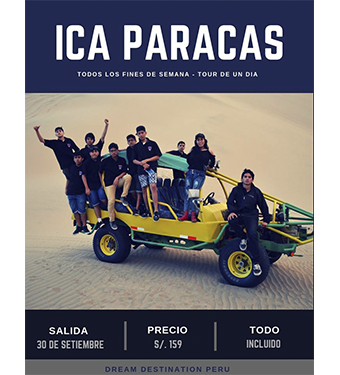 ICA PARACAS
TODOS LOS FINES DE SEMANA - TOUR DE UN DIA
SALIDA
30 DE SETIEMBRE
PRECIO
S/. 159
TODO
INCLUIDO
DREAM DESTINATION PERU